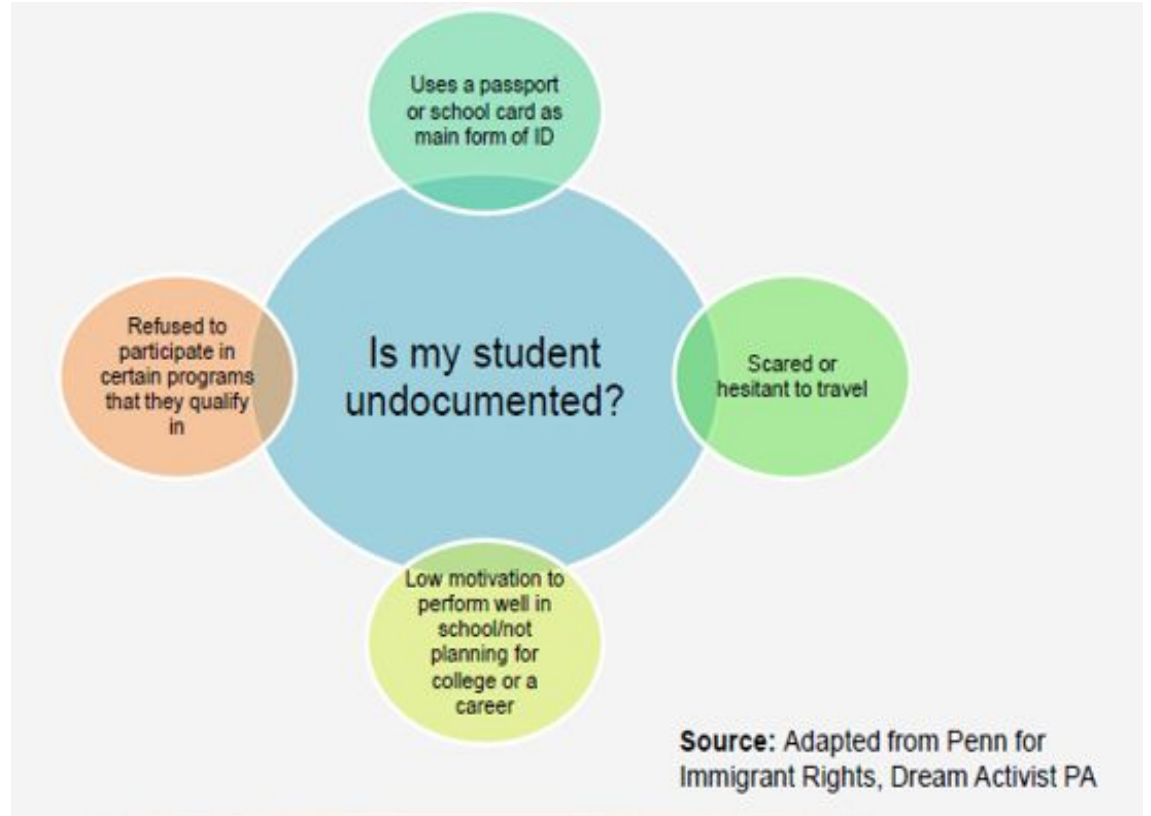 Uses a passport
or school card as
main form of ID
Refused to
participate in
certain programs
that they qualify
in
Is my student
undocumented?
Scared or
hesitant to travel
Low motivation to
perform well in
school/not
planning for
college or a
career
Source: Adapted from Penn for
Immigrant Rights, Dream Activist PA